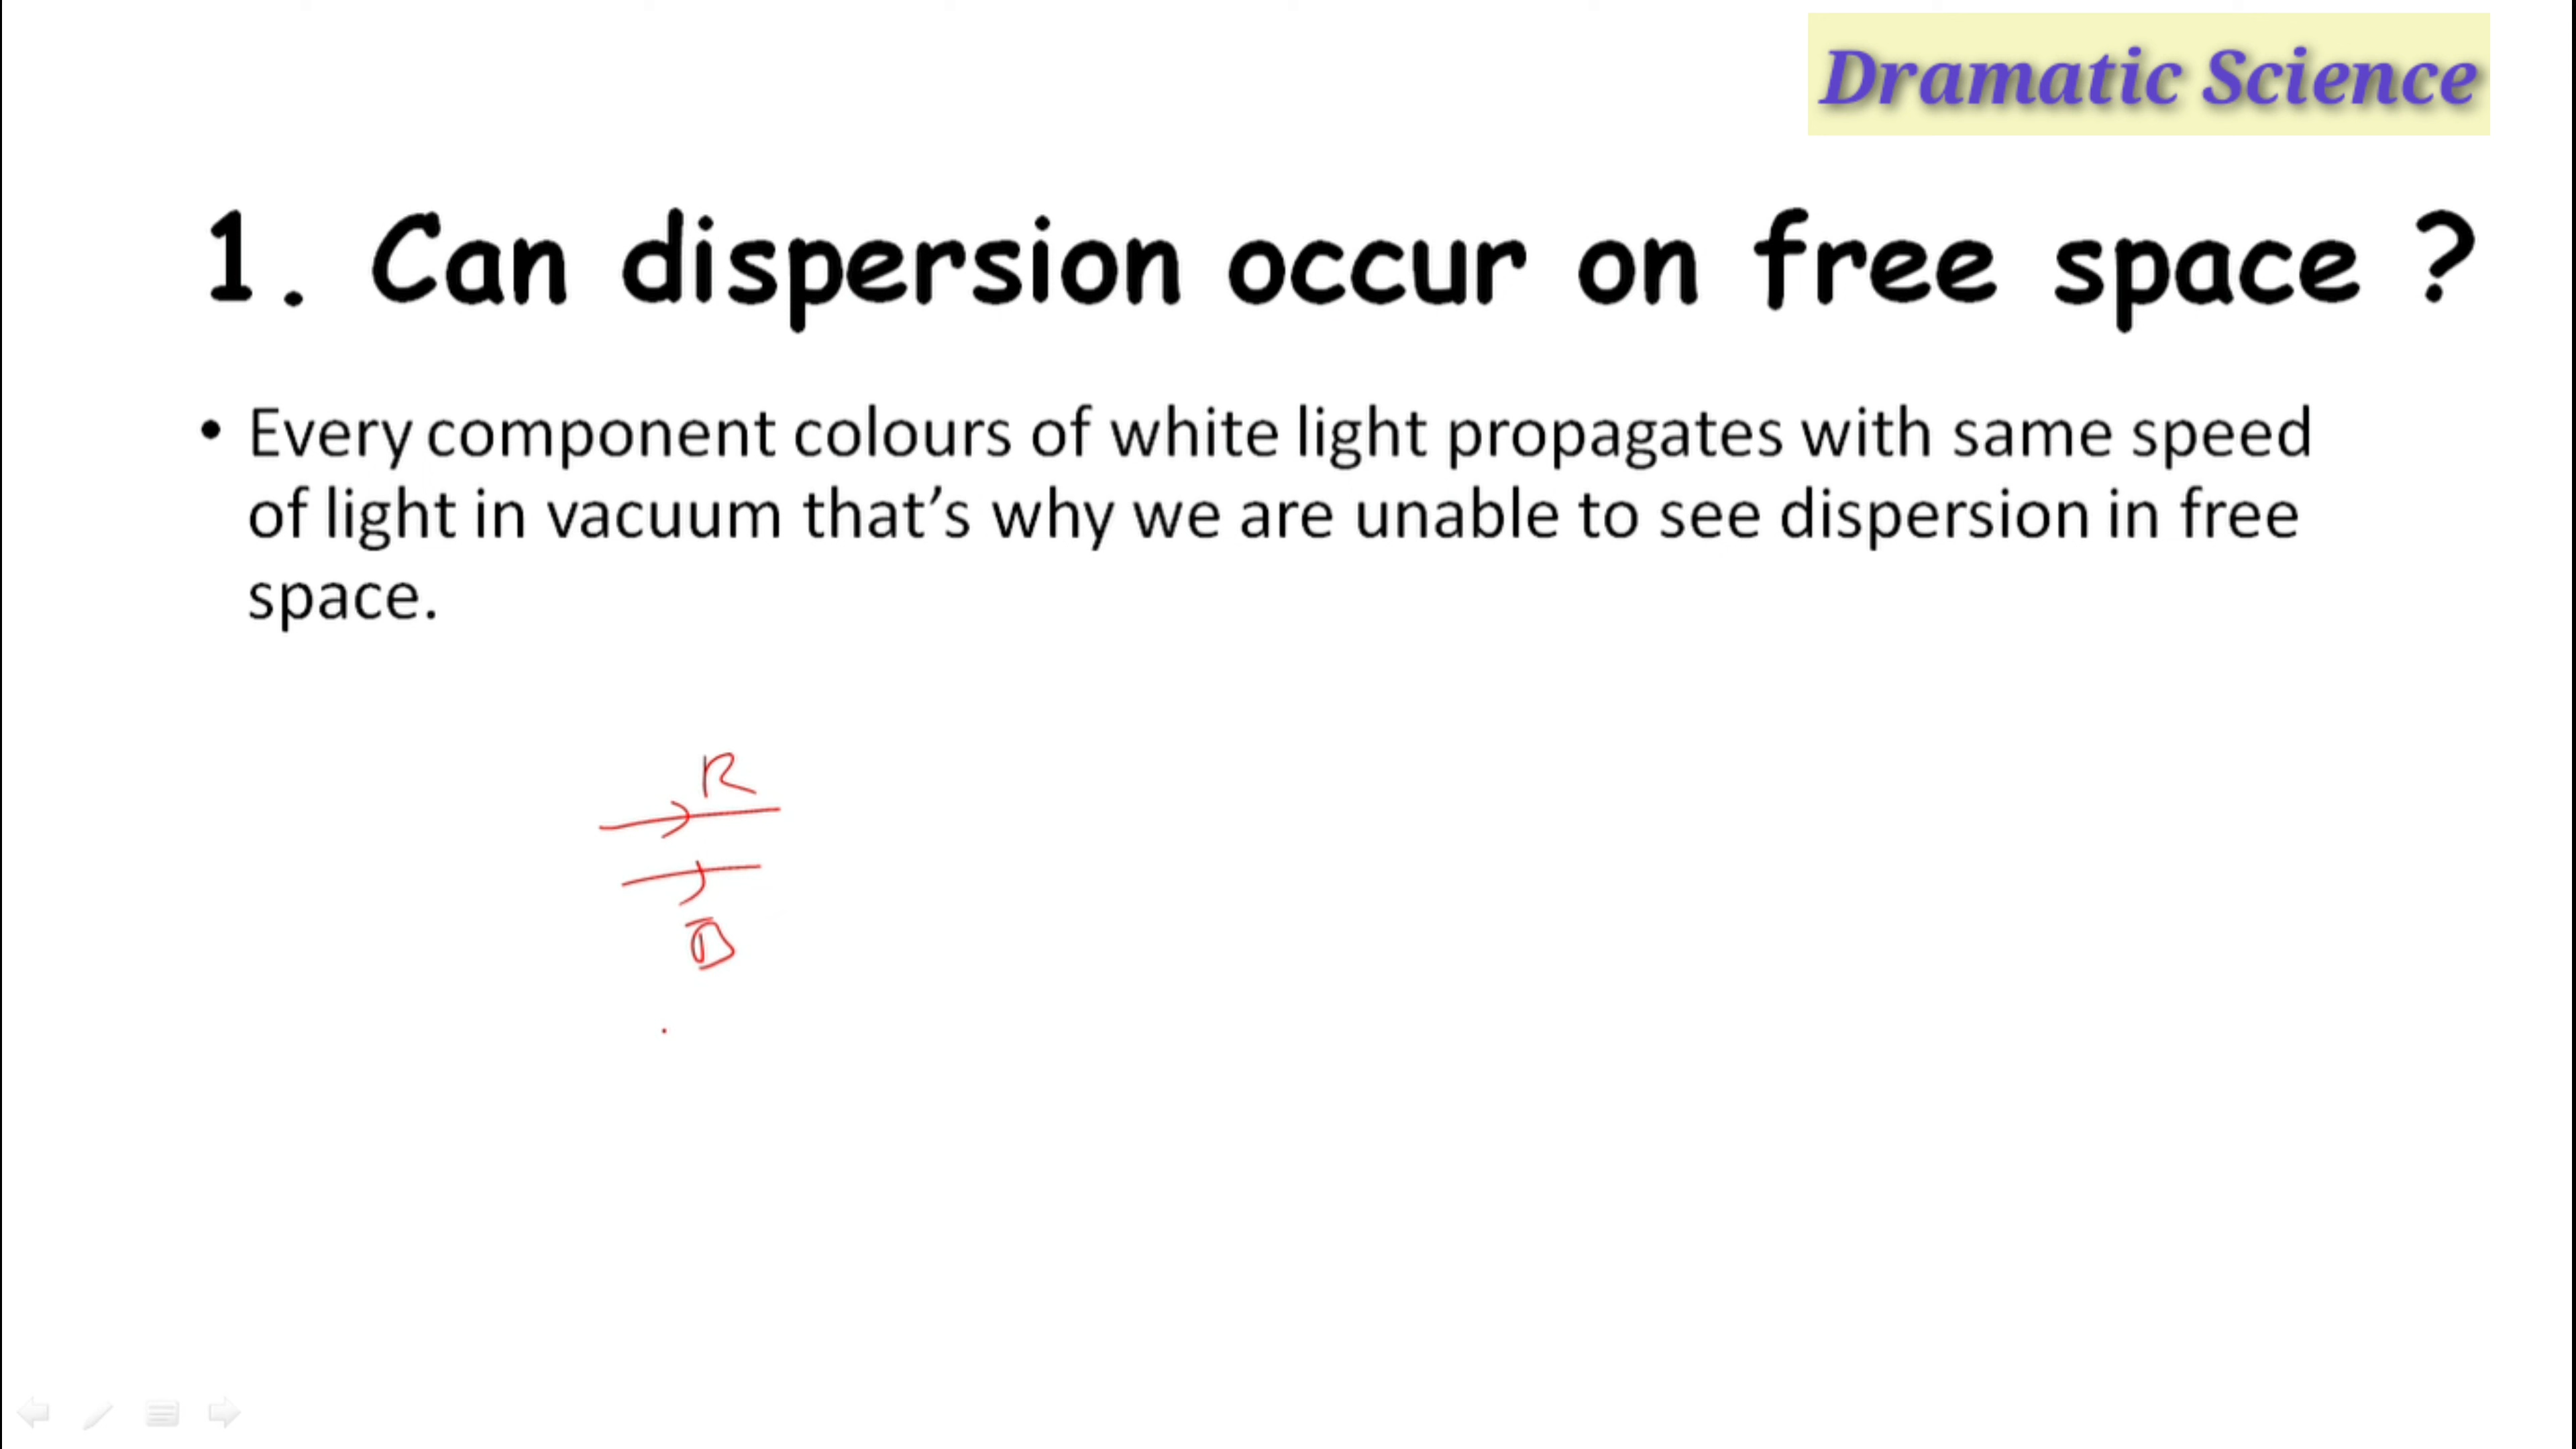 Dramatic Science
1. Can dispersion occur on free space ?
• Every component colours of white light propagates with same speed
of light in vacuum that’s why we are unable to see dispersion in free
space.
R
B